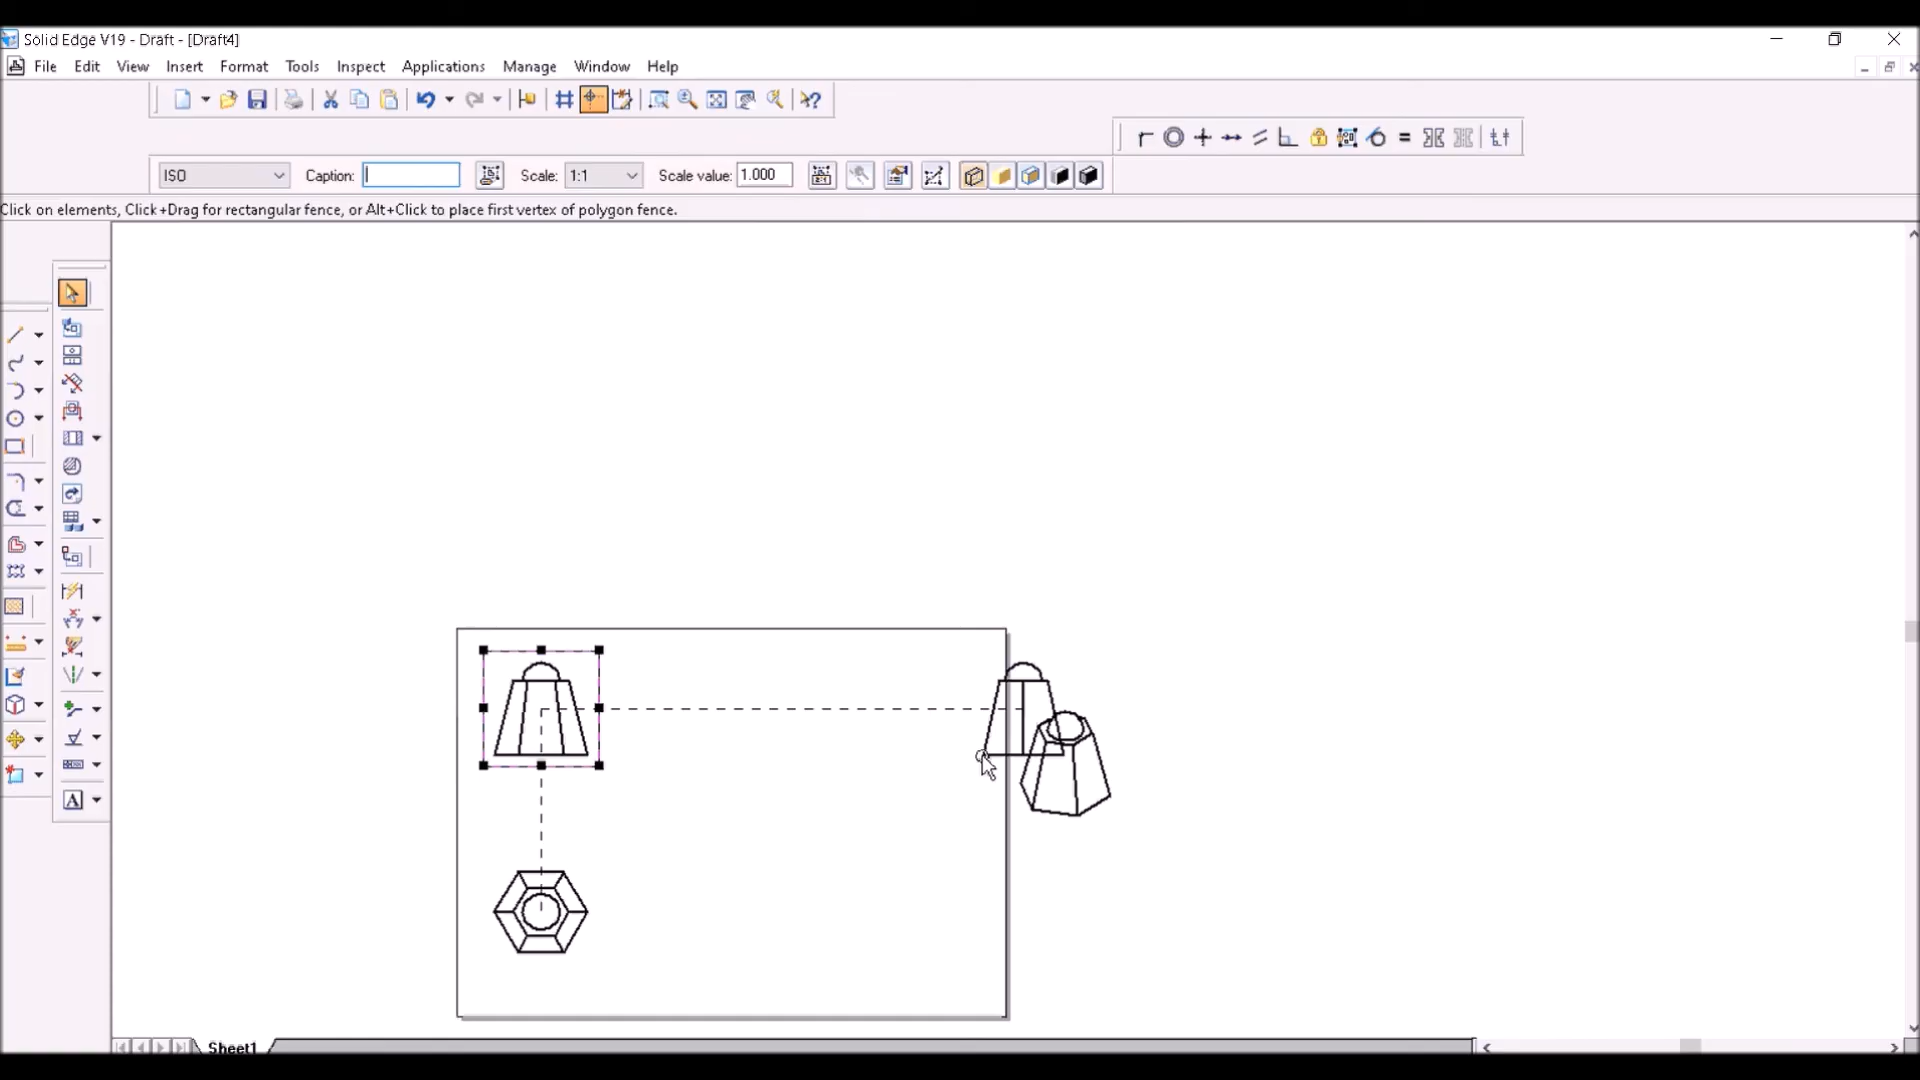 Solid Edge V19 - Draft - [Draft4]
File Edit View Insert Format Tools Inspect Applications Manage Window Help
ISO Caption: Scale: 1:1 Scale value: 1.000
Click on elements, Click+Drag for rectangular fence, or Alt+Click to place first vertex of polygon fence.
A
Sheet1